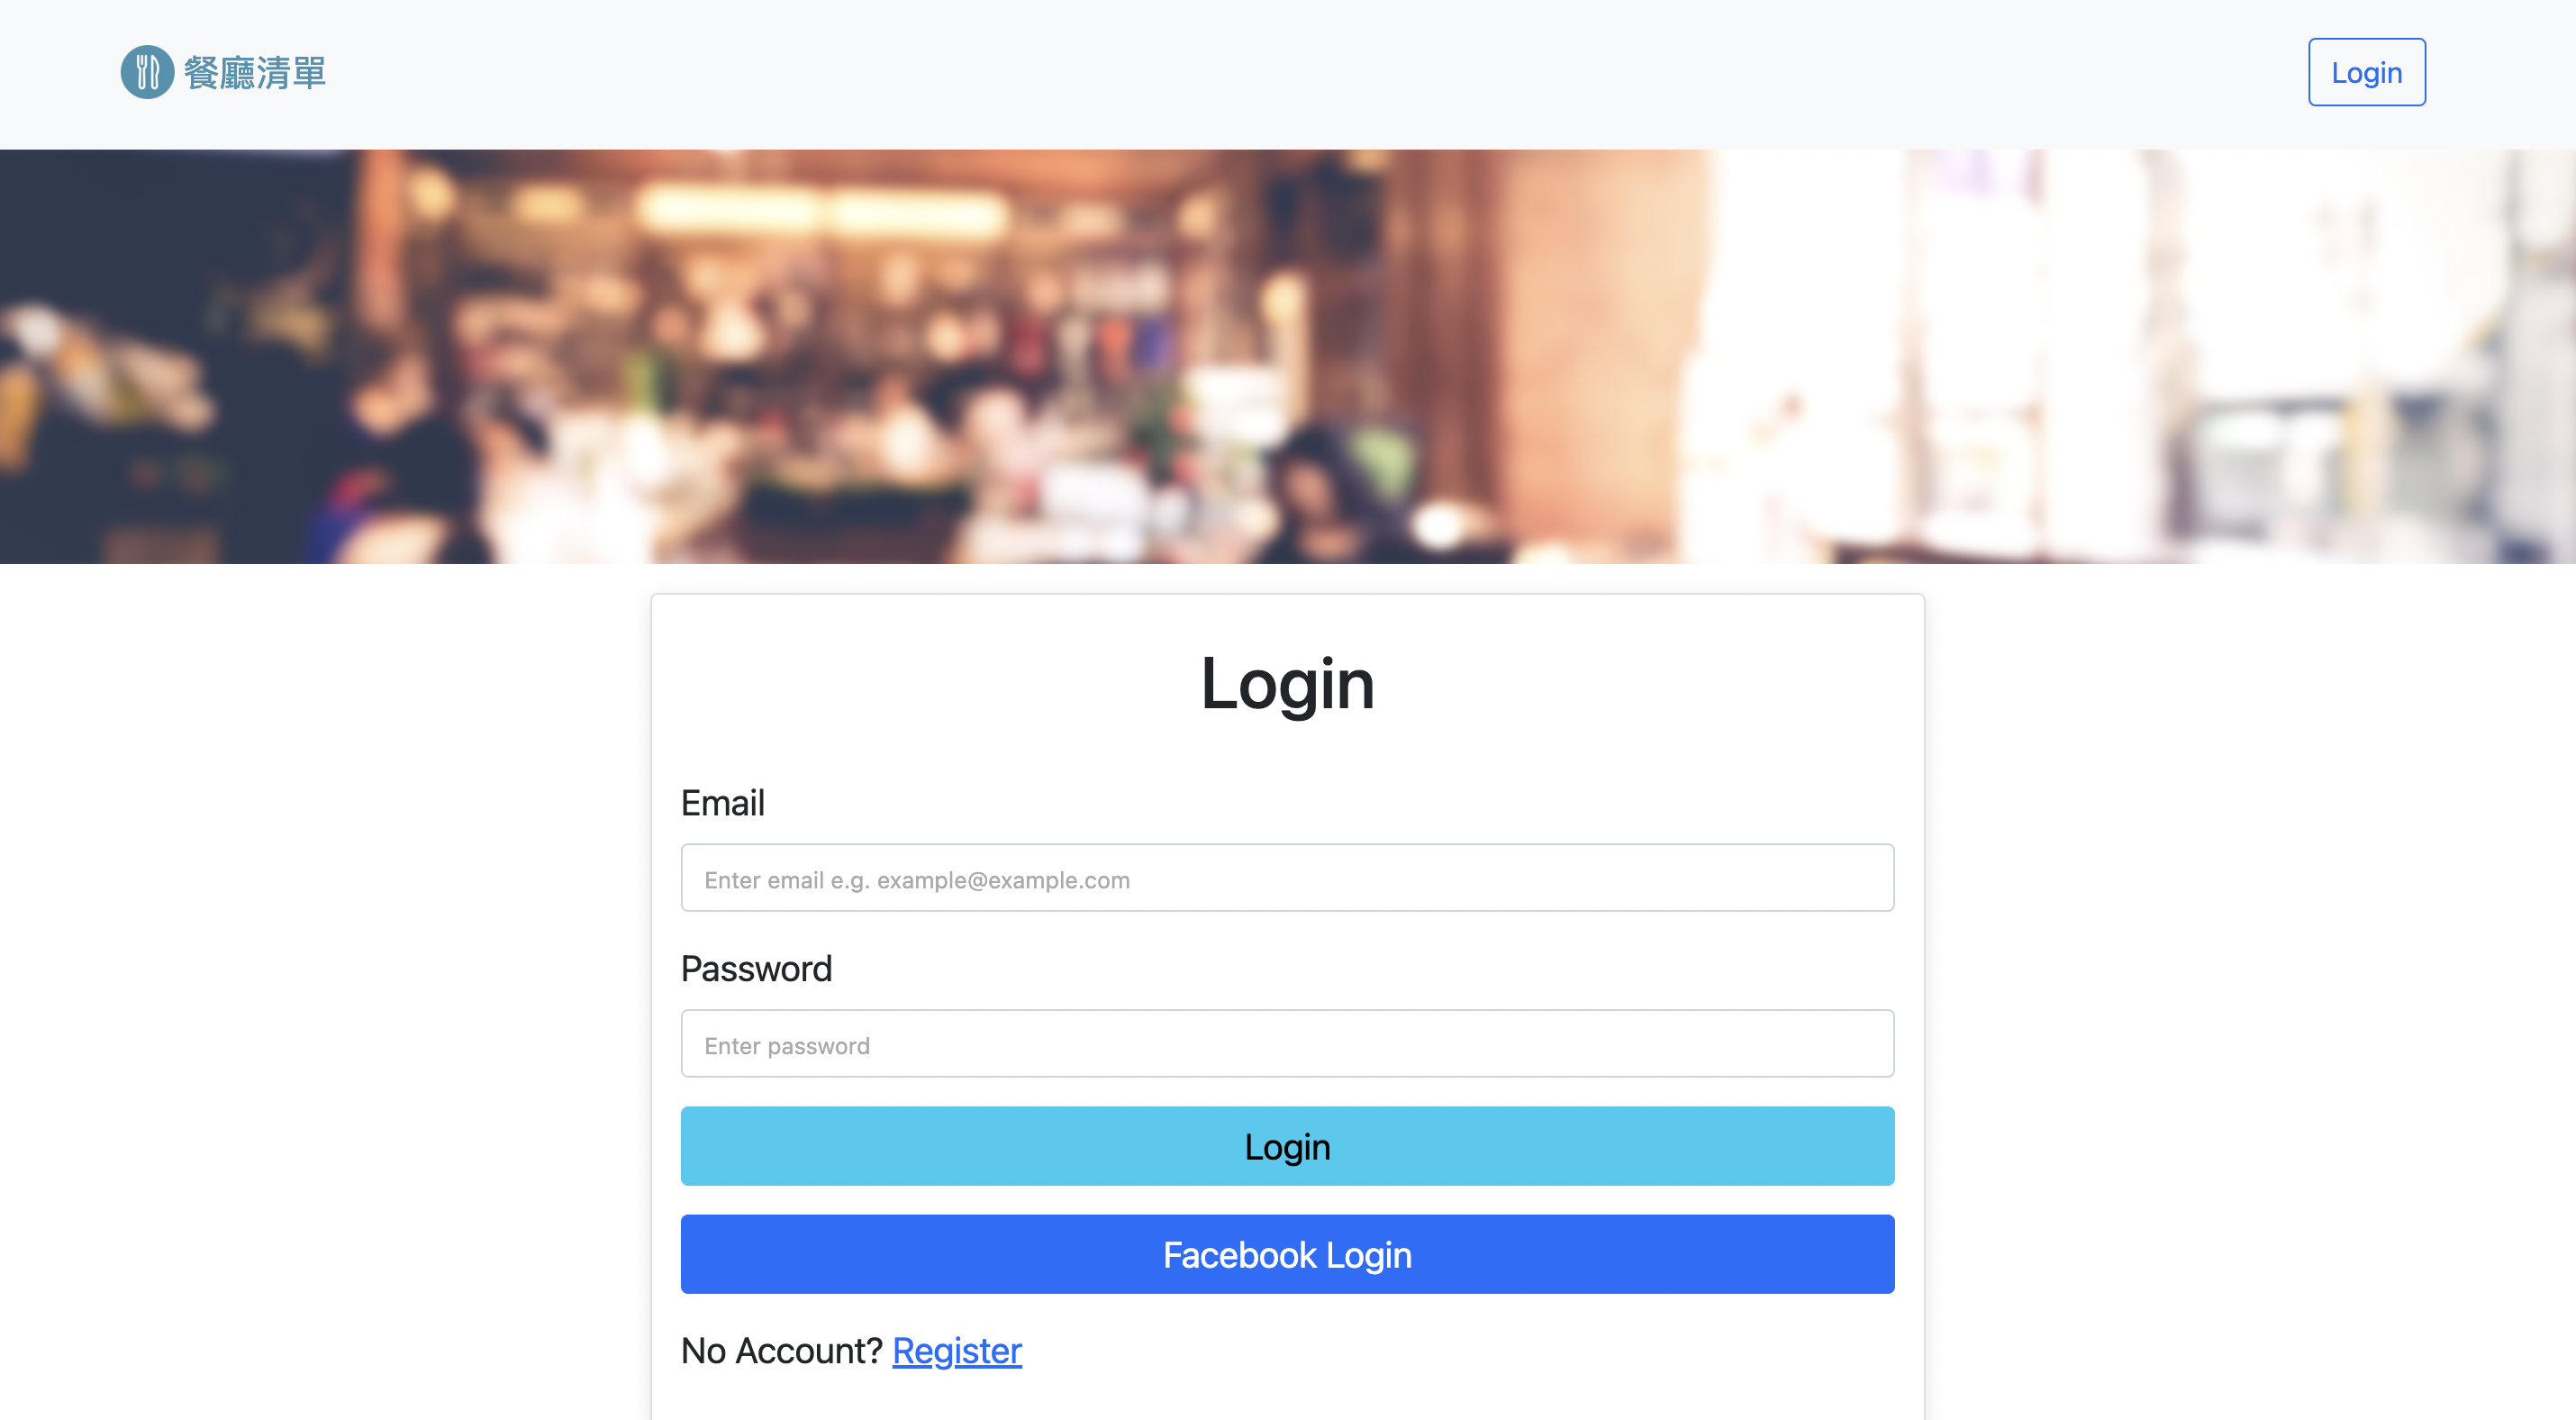 餐廳清單
Login
Login
Email
Enter email e.g. example@example.com
Password
Enter password
Login
Facebook Login
No Account? Register